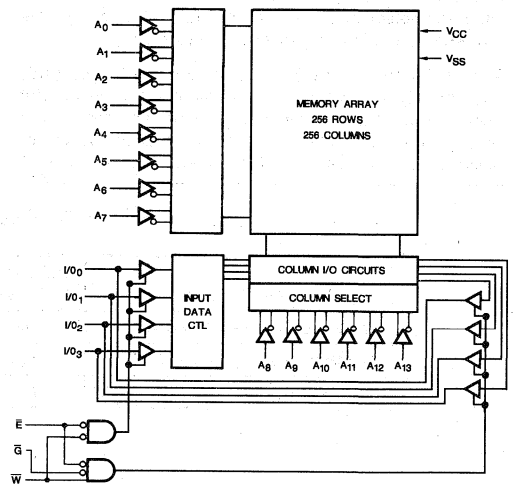 A0
A1
A2
A3
A4
A5
A6
A7
VCC
VSS
MEMORY ARRAY
256 ROWS
256 COLUMNS
I/O0
I/O1
I/O2
I/O3
INPUT
DATA
CTL
COLUMN I/O CIRCUITS
COLUMN SELECT
A8 A9 A10 A11 A12 A13
E̅
G̅
W̅